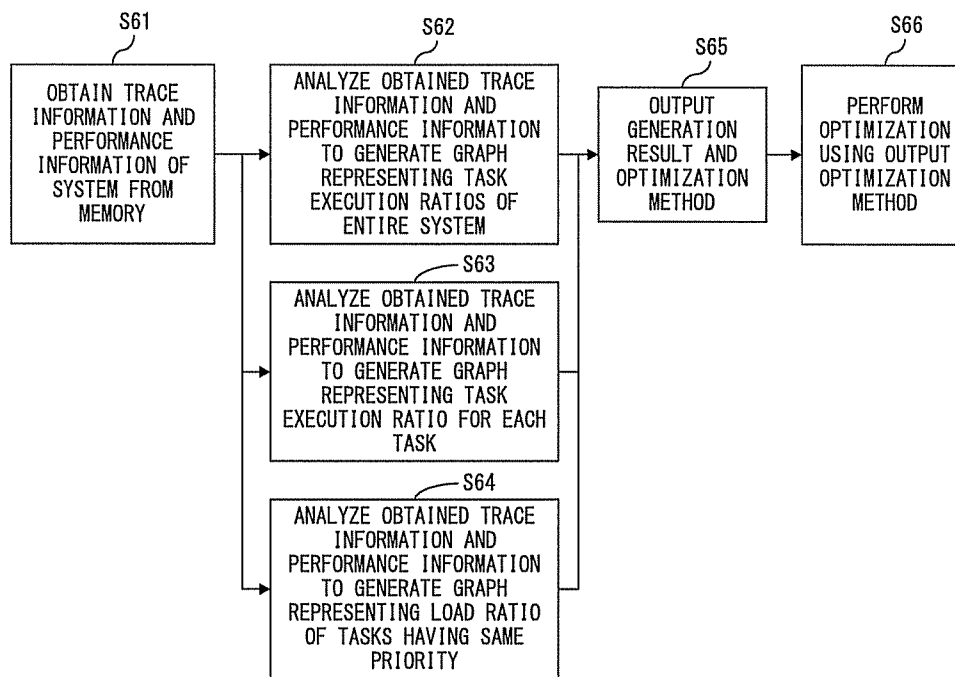 S61
OBTAIN TRACE
INFORMATION AND
PERFORMANCE
INFORMATION OF
SYSTEM FROM
MEMORY
S62
ANALYZE OBTAINED TRACE
INFORMATION AND
PERFORMANCE INFORMATION
TO GENERATE GRAPH
REPRESENTING TASK
EXECUTION RATIOS OF
ENTIRE SYSTEM
S63
ANALYZE OBTAINED TRACE
INFORMATION AND
PERFORMANCE INFORMATION
TO GENERATE GRAPH
REPRESENTING TASK
EXECUTION RATIO FOR EACH
TASK
S64
ANALYZE OBTAINED TRACE
INFORMATION AND
PERFORMANCE INFORMATION
TO GENERATE GRAPH
REPRESENTING LOAD RATIO
OF TASKS HAVING SAME
PRIORITY
S65
OUTPUT
GENERATION
RESULT AND
OPTIMIZATION
METHOD
S66
PERFORM
OPTIMIZATION
USING OUTPUT
OPTIMIZATION
METHOD